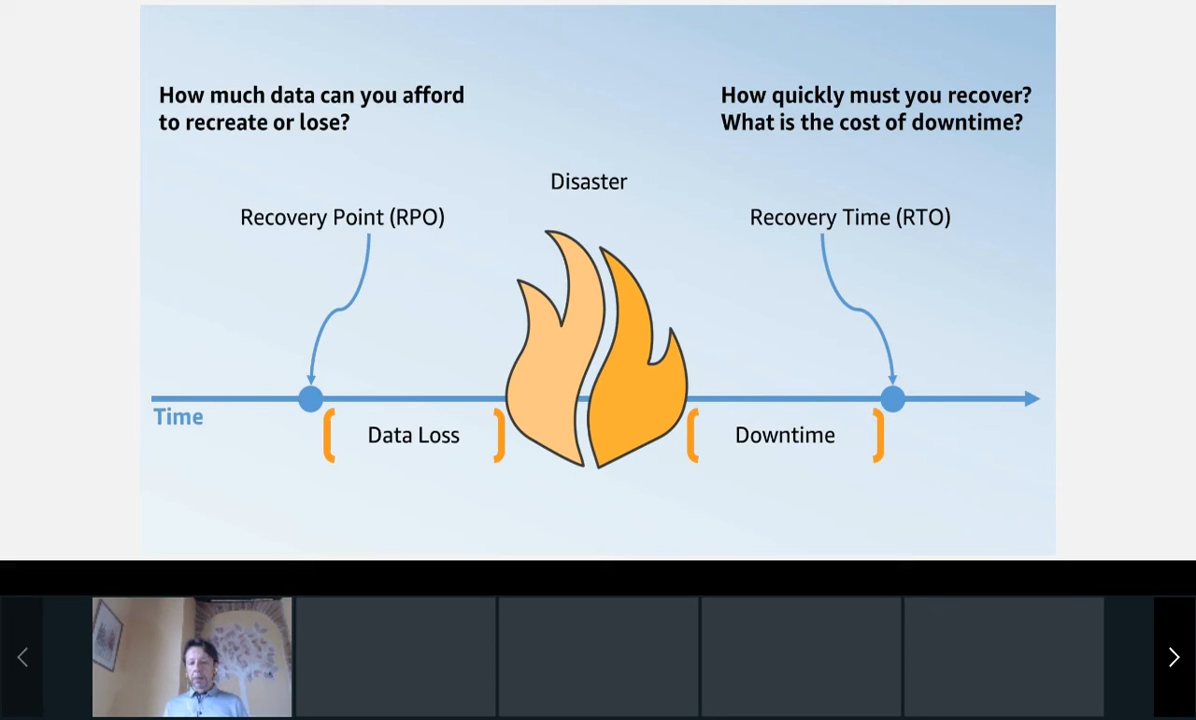 How much data can you afford
to recreate or lose?
How quickly must you recover?
What is the cost of downtime?
Disaster
Recovery Point (RPO)
Recovery Time (RTO)
Time
Data Loss
Downtime